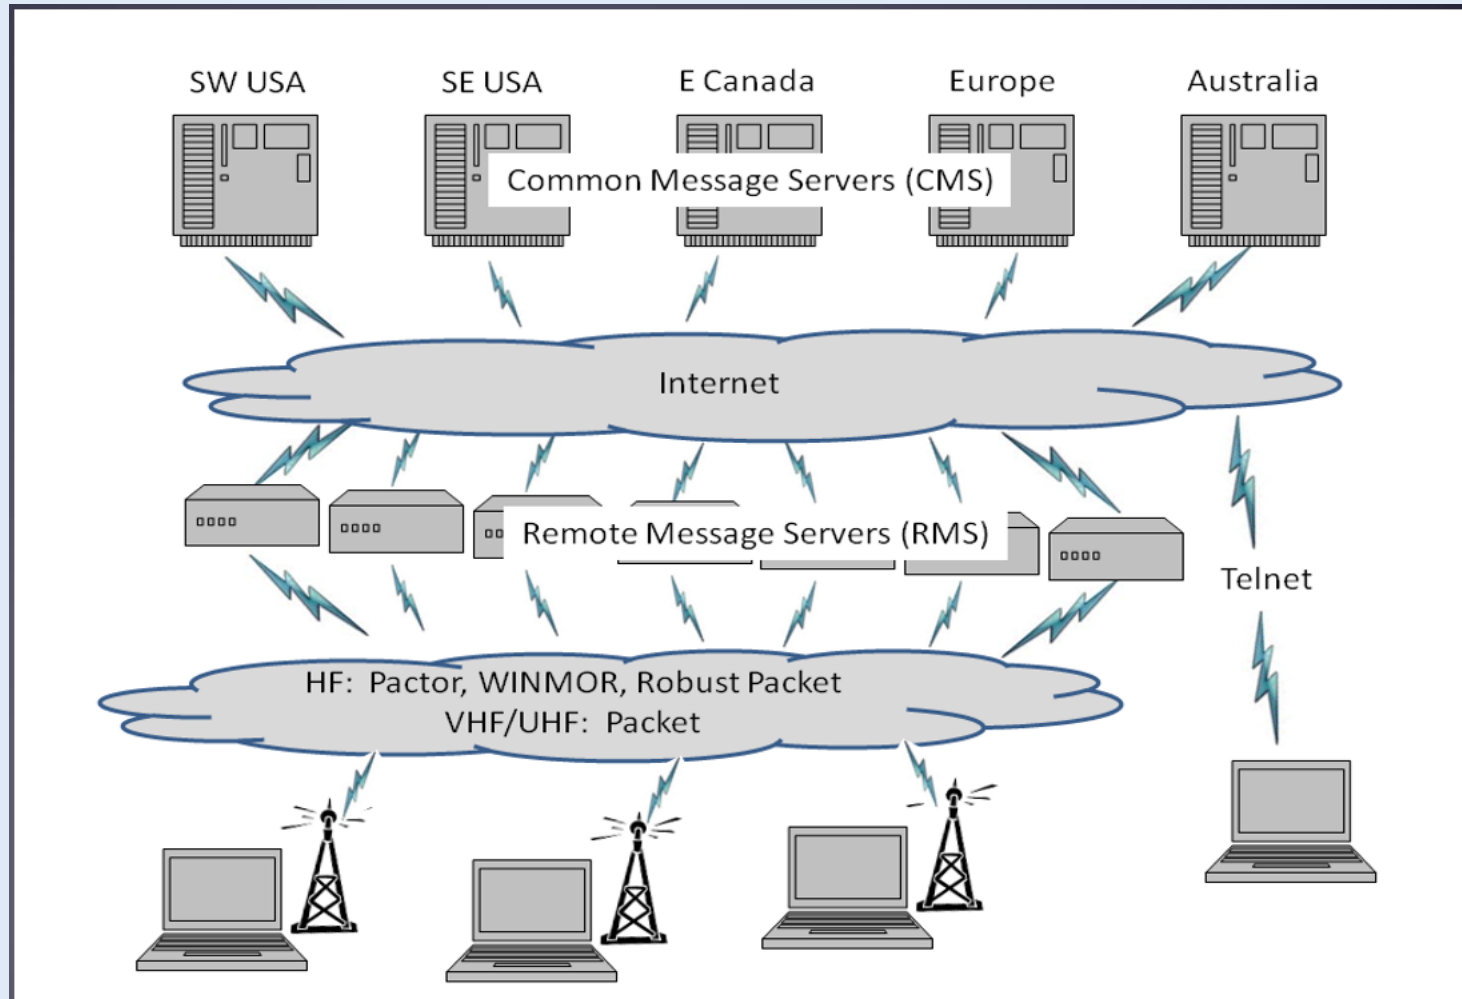 SW USA
SE USA
E Canada
Europe
Australia
Common Message Servers (CMS)
Internet
Remote Message Servers (RMS)
Telnet
HF:  Pactor, WINMOR, Robust Packet
VHF/UHF:  Packet